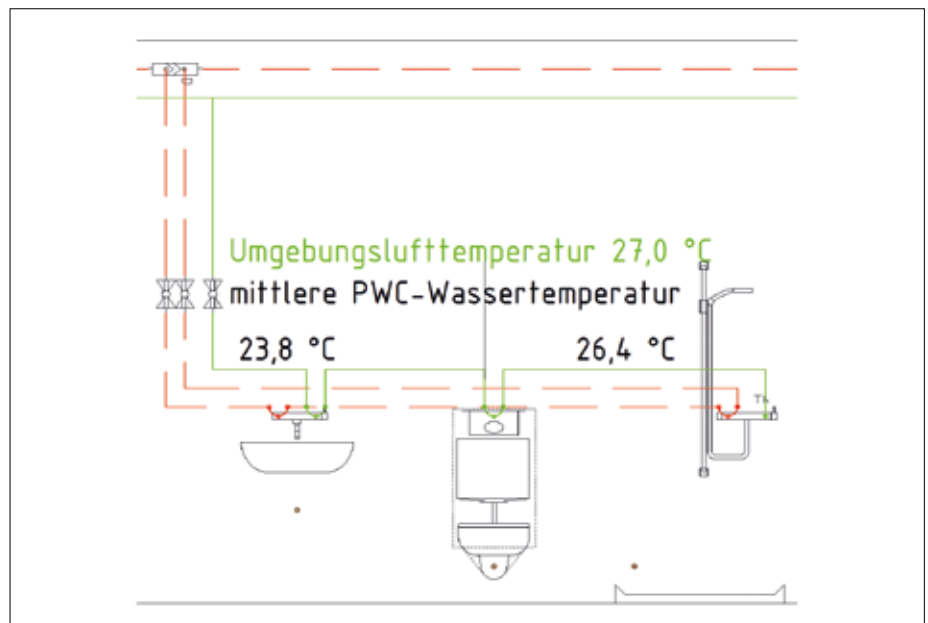 Umgebungslufttemperatur 27,0 °C
mittlere PWC-Wassertemperatur
23,8 °C
26,4 °C